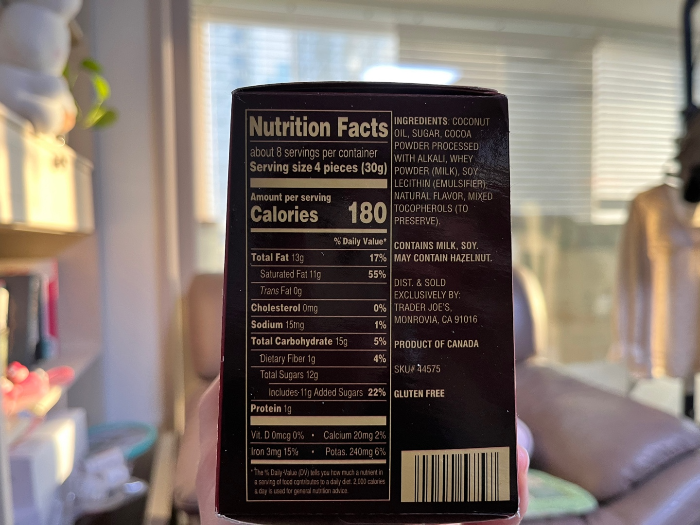 Nutrition Facts
about 8 servings per container
Serving size 4 pieces (30g)
Amount per serving
Calories 180
% Daily Value*
Total Fat 13g 17%
Saturated Fat 11g 55%
Trans Fat 0g
Cholesterol 0mg 0%
Sodium 15mg 1%
Total Carbohydrate 15g 5%
Dietary Fiber 1g 4%
Total Sugars 12g
Includes 11g Added Sugars 22%
Protein 1g
Vit. D 0mcg 0% • Calcium 20mg 2%
Iron 3mg 15% • Potas. 240mg 6%
*The % Daily Value (DV) tells you how much a nutrient in
a serving of food contributes to a daily diet. 2,000 calories
a day is used for general nutrition advice.
INGREDIENTS: COCONUT
OIL, SUGAR, COCOA
POWDER PROCESSED
WITH ALKALI, WHEY
POWDER (MILK), SOY
LECITHIN (EMULSIFIER),
NATURAL FLAVOR, MIXED
TOCOPHEROLS (TO
PRESERVE).
CONTAINS MILK, SOY.
MAY CONTAIN HAZELNUT.
DIST. & SOLD
EXCLUSIVELY BY:
TRADER JOE'S,
MONROVIA, CA 91016
PRODUCT OF CANADA
SKU# 44575
GLUTEN FREE